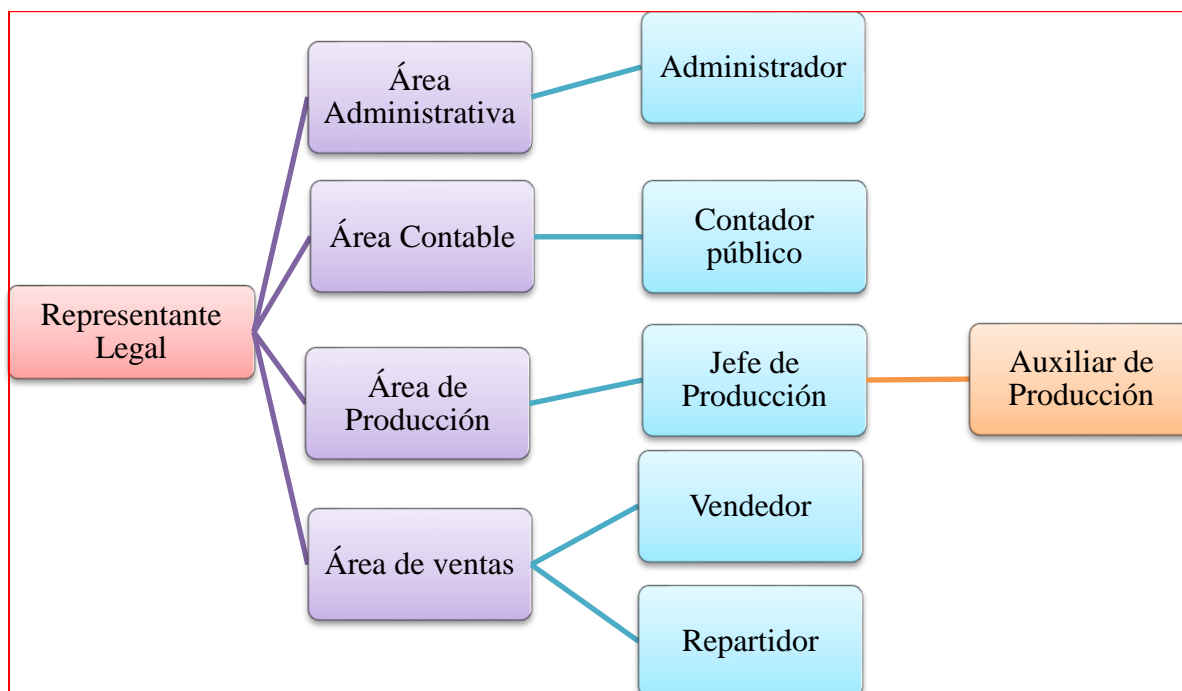 Representante
Legal
Área
Administrativa
Administrador
Área Contable
Contador
público
Área de
Producción
Jefe de
Producción
Auxiliar de
Producción
Área de ventas
Vendedor
Repartidor